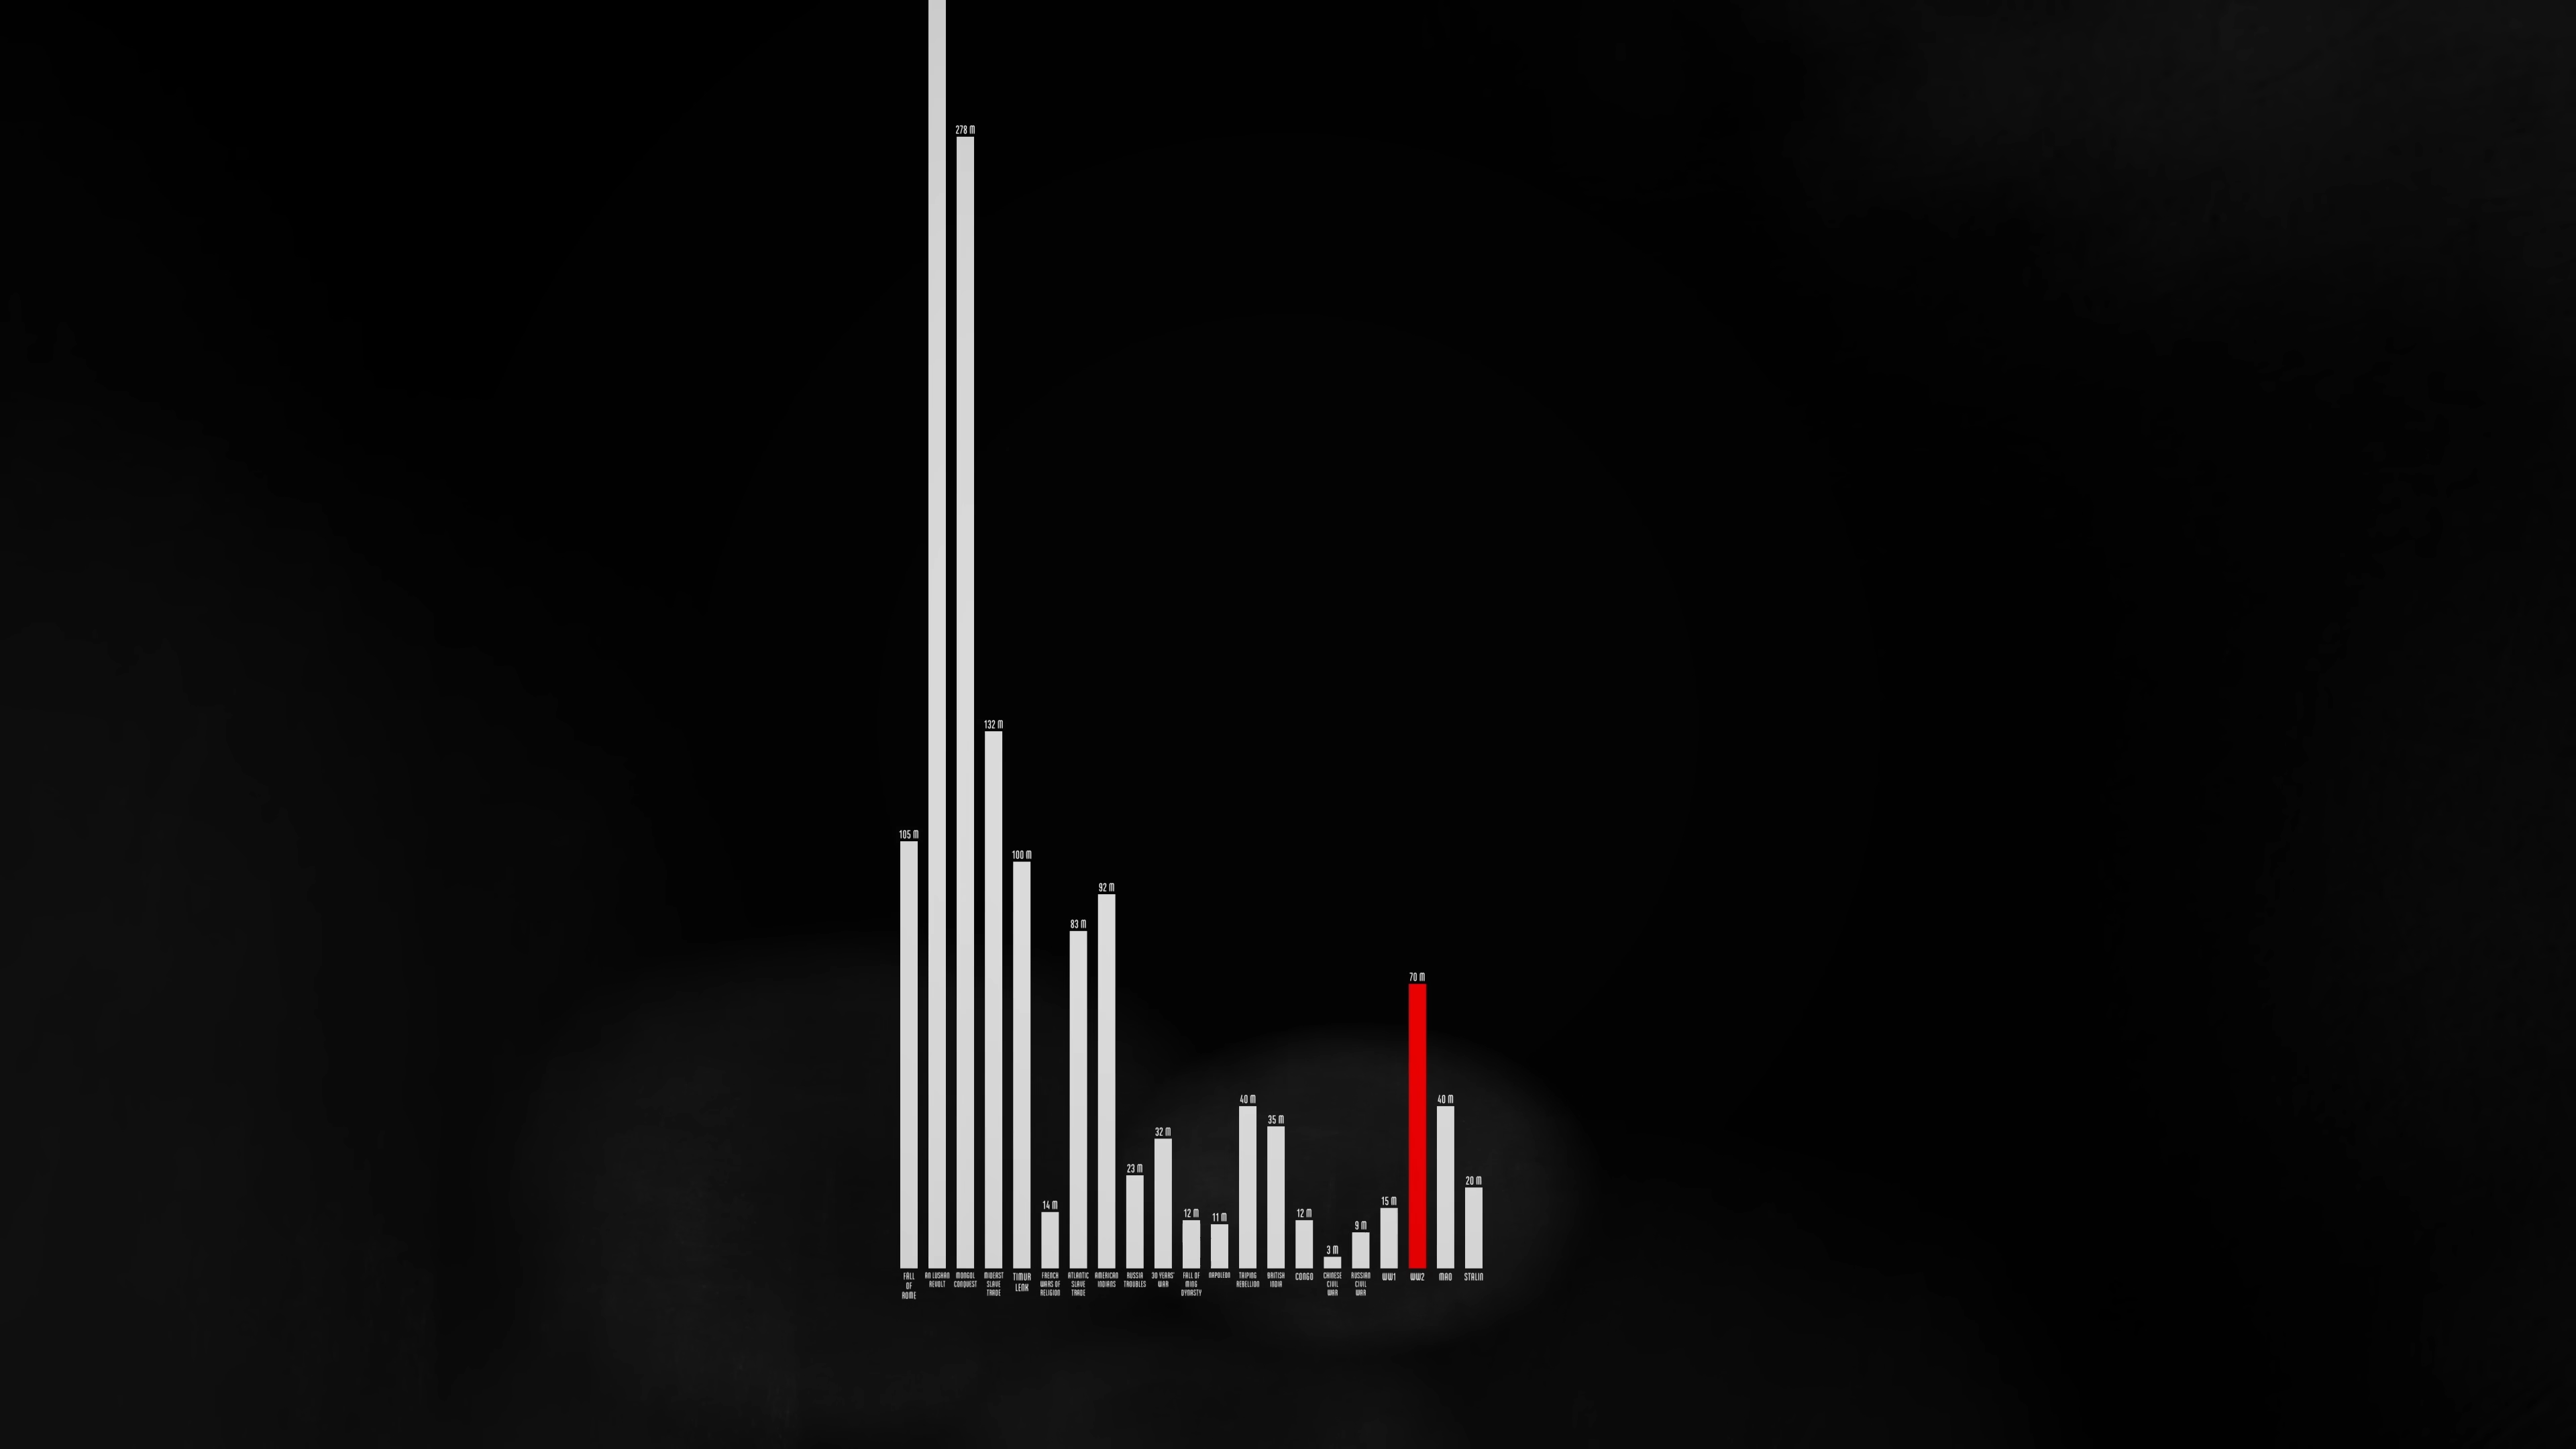 278 M
132 M
105 M
100 M
92 M
83 M
70 M
40 M
40 M
35 M
32 M
23 M
20 M
15 M
14 M
12 M
11 M
12 M
9 M
3 M
FALL
OF
ROME
AN LUSHAN
REVOLT
MONGOL
CONQUEST
MIDEAST
SLAVE
TRADE
TIMUR
LENK
FRENCH
WARS OF
RELIGION
ATLANTIC
SLAVE
TRADE
AMERICAN
INDIANS
RUSSIA
TROUBLES
30 YEARS'
WAR
FALL OF
MING
DYNASTY
NAPOLEON
TAIPING
REBELLION
BRITISH
INDIA
CONGO
CHINESE
CIVIL
WAR
RUSSIAN
CIVIL
WAR
WW1
WW2
MAO
STALIN